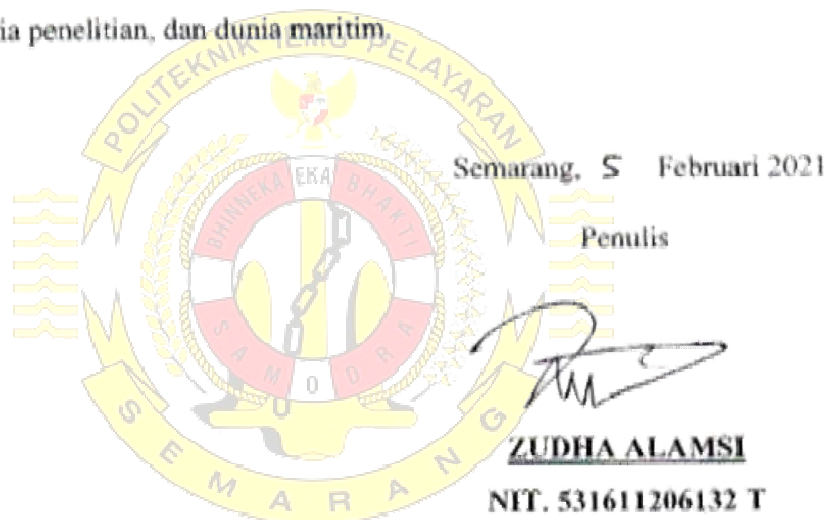 ia penelitian, dan dunia maritim.
POLITEKNIK ILMU PELAYARAN
Semarang, 5 Februari 2021
BHINNEKA EKA BHAKTI
Penulis
SAMODRA
ZUDHA ALAMSI
SEMARANG
NIT. 531611206132 T